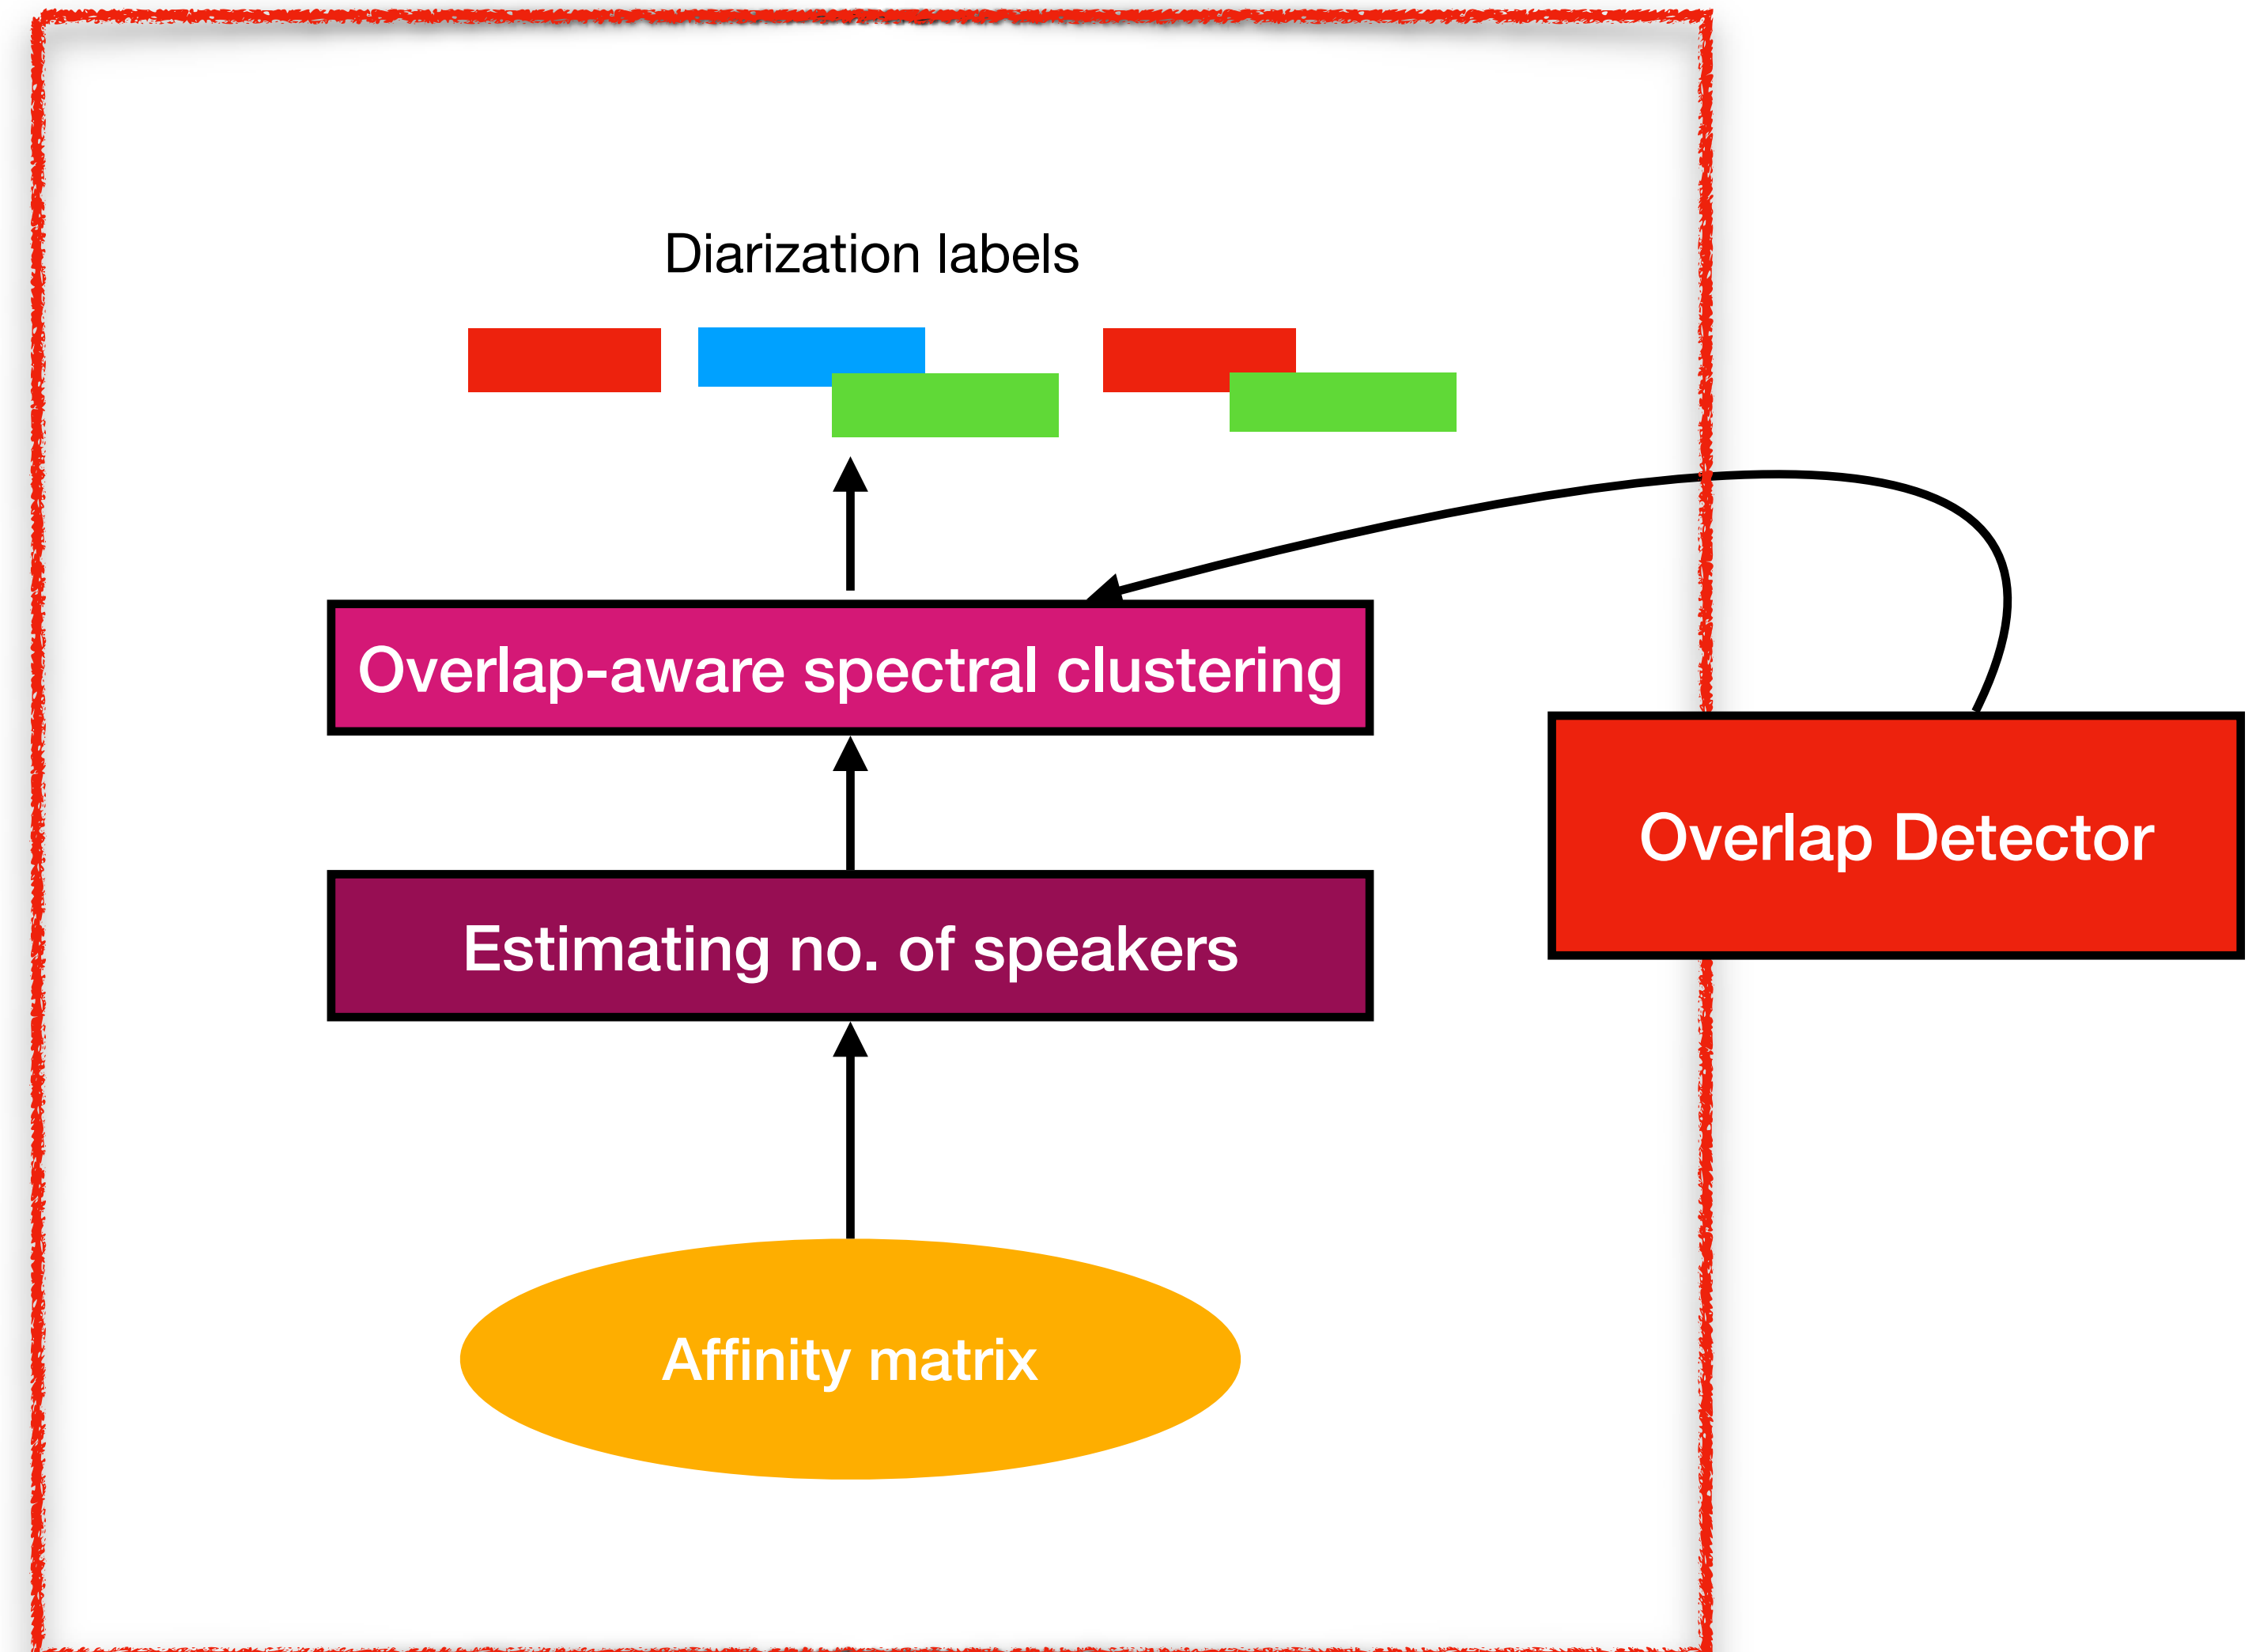 Diarization labels
Overlap-aware spectral clustering
Overlap Detector
Estimating no. of speakers
Affinity matrix